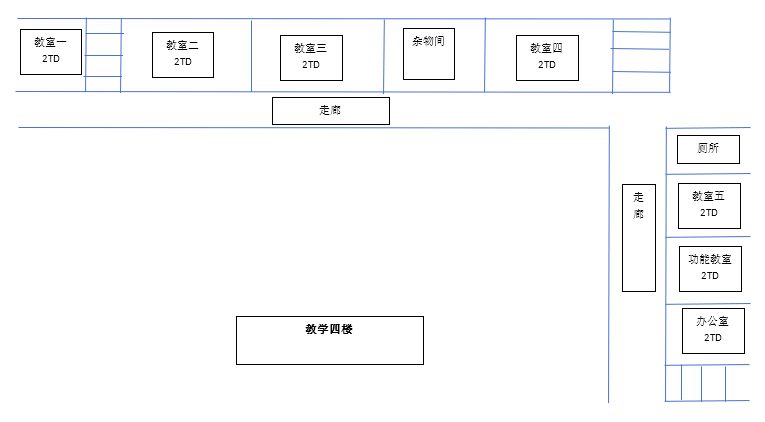 教室一
2TD
教室二
2TD
教室三
2TD
杂物间
教室四
2TD
走廊
厕所
教室五
2TD
走
廊
功能教室
2TD
办公室
2TD
教学四楼